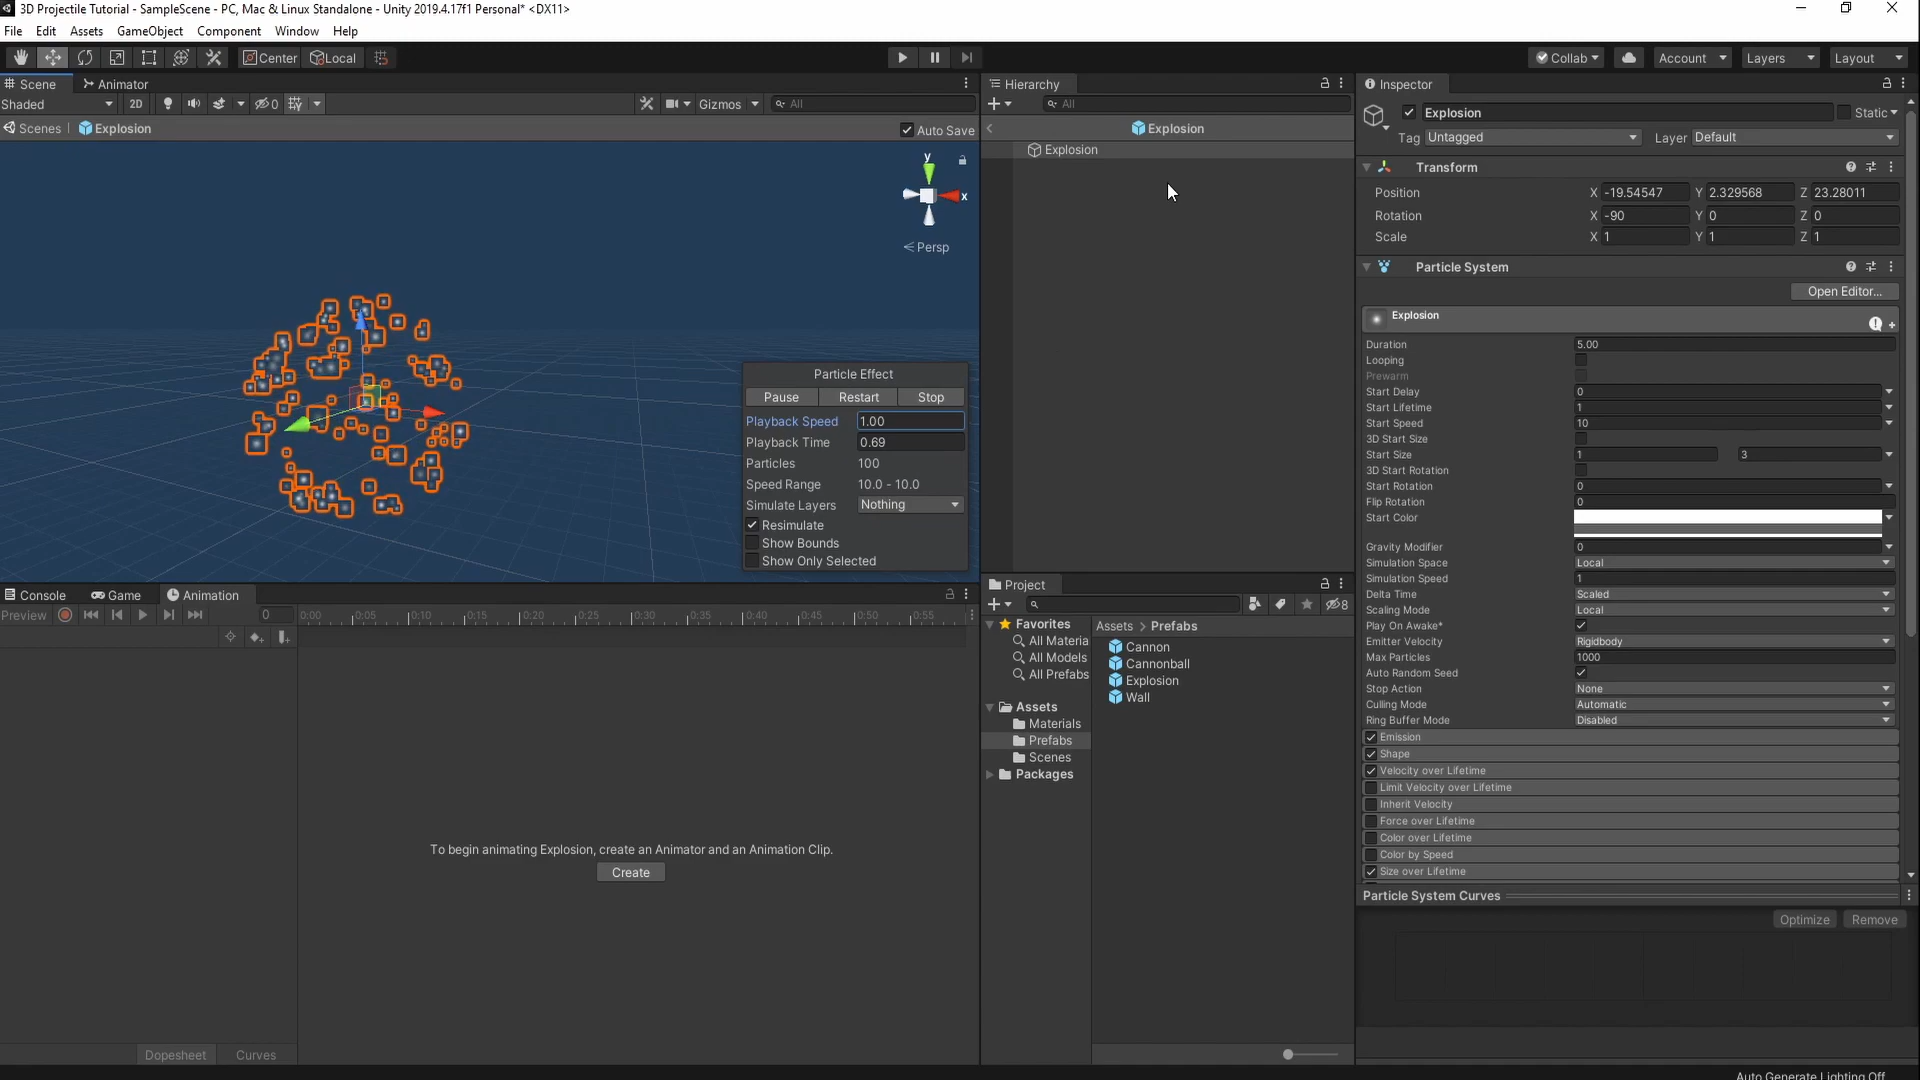 3D Projectile Tutorial - SampleScene - PC, Mac & Linux Standalone - Unity 2019.4.17f1 Personal* <DX11>
File Edit Assets GameObject Component Window Help
Center Local Collab Account Layers Layout
Scene Animator
Shaded 2D 0 Gizmos All
Scenes Explosion Auto Save
y
x
Persp
Particle Effect
Pause Restart Stop
Playback Speed 1.00
Playback Time 0.69
Particles 100
Speed Range 10.0 - 10.0
Simulate Layers Nothing
Resimulate
Show Bounds
Show Only Selected
Console Game Animation
Preview 0 0:00 0:05 0:10 0:15 0:20 0:25 0:30 0:35 0:40 0:45 0:50 0:55
To begin animating Explosion, create an Animator and an Animation Clip.
Create
Dopesheet Curves
Hierarchy
All
Explosion
Explosion
Project
8
Favorites
All Materia
All Models
All Prefabs
Assets
Materials
Prefabs
Scenes
Packages
Assets > Prefabs
Cannon
Cannonball
Explosion
Wall
Inspector
Explosion Static
Tag Untagged Layer Default
Transform
Position X -19.54547 Y 2.329568 Z 23.28011
Rotation X -90 Y 0 Z 0
Scale X 1 Y 1 Z 1
Particle System
Open Editor...
Explosion
Duration 5.00
Looping
Prewarm
Start Delay 0
Start Lifetime 1
Start Speed 10
3D Start Size
Start Size 1 3
3D Start Rotation
Start Rotation 0
Flip Rotation 0
Start Color
Gravity Modifier 0
Simulation Space Local
Simulation Speed 1
Delta Time Scaled
Scaling Mode Local
Play On Awake*
Emitter Velocity Rigidbody
Max Particles 1000
Auto Random Seed
Stop Action None
Culling Mode Automatic
Ring Buffer Mode Disabled
Emission
Shape
Velocity over Lifetime
Limit Velocity over Lifetime
Inherit Velocity
Force over Lifetime
Color over Lifetime
Color by Speed
Size over Lifetime
Particle System Curves
Optimize Remove
Auto Generate Lighting Off